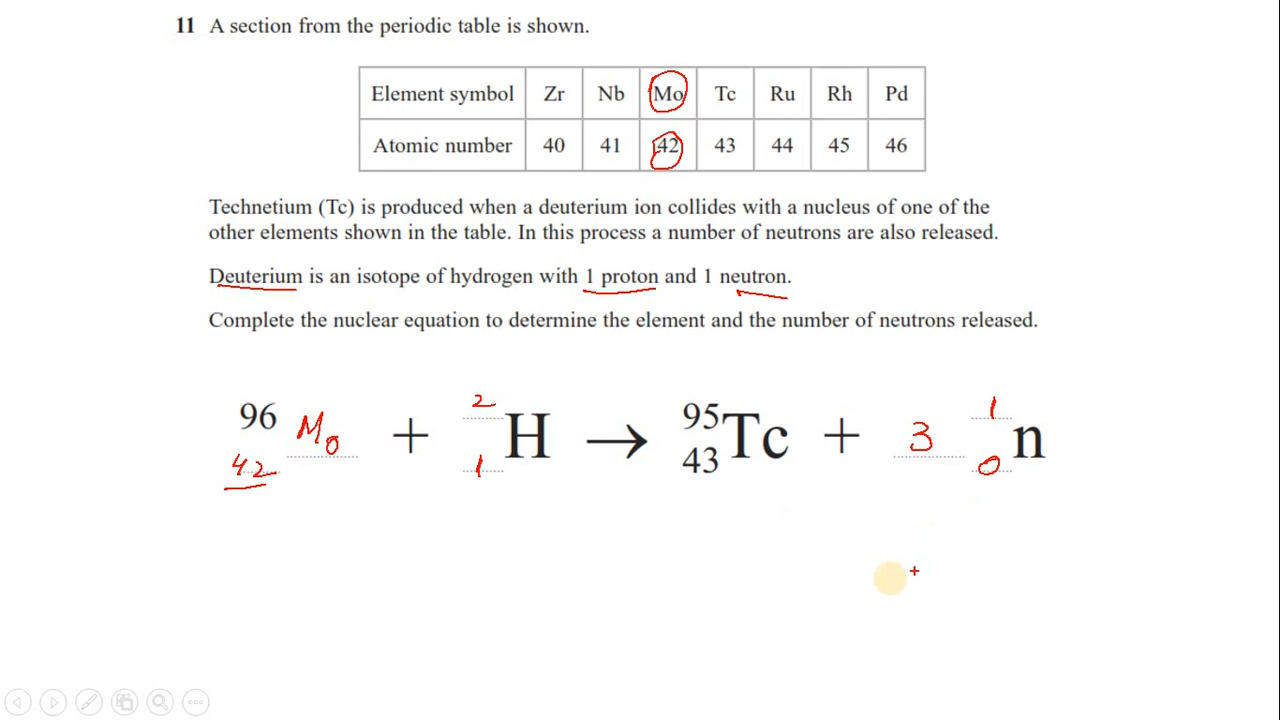 11 A section from the periodic table is shown.
Element symbol Zr Nb Mo Tc Ru Rh Pd
Atomic number 40 41 42 43 44 45 46
Technetium (Tc) is produced when a deuterium ion collides with a nucleus of one of the
other elements shown in the table. In this process a number of neutrons are also released.
Deuterium is an isotope of hydrogen with 1 proton and 1 neutron.
Complete the nuclear equation to determine the element and the number of neutrons released.
96 42 Mo + 2 1 H → 95 43 Tc + 3 1 0 n